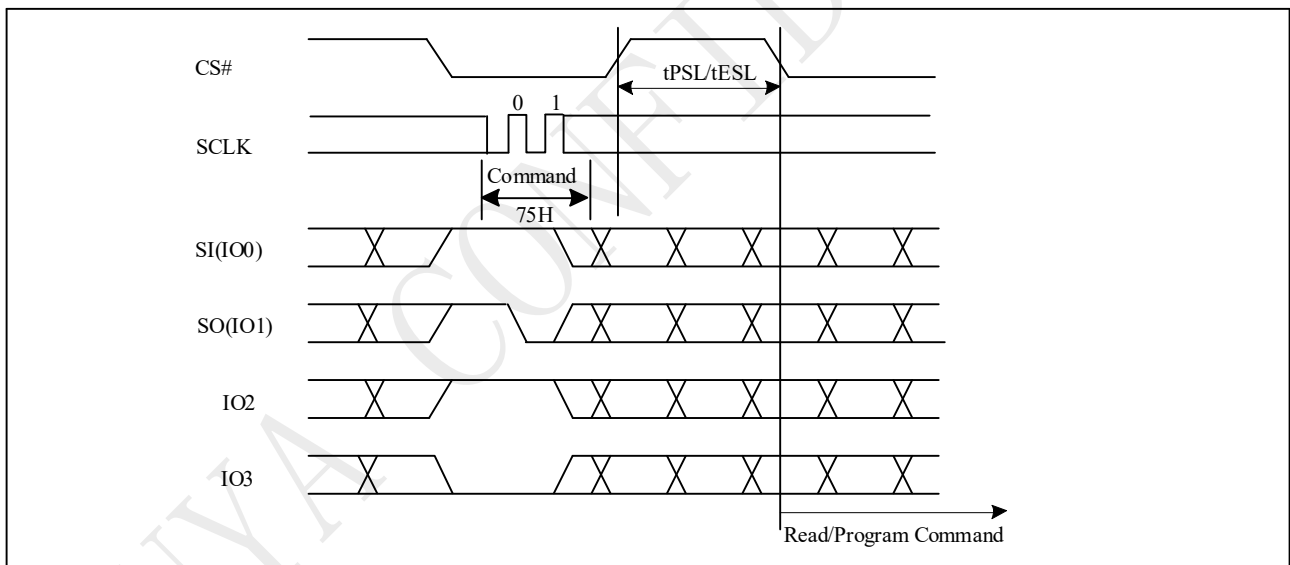 CS#
tPSL/tESL
0 1
SCLK
Command
75H
SI(IO0)
SO(IO1)
IO2
IO3
Read/Program Command